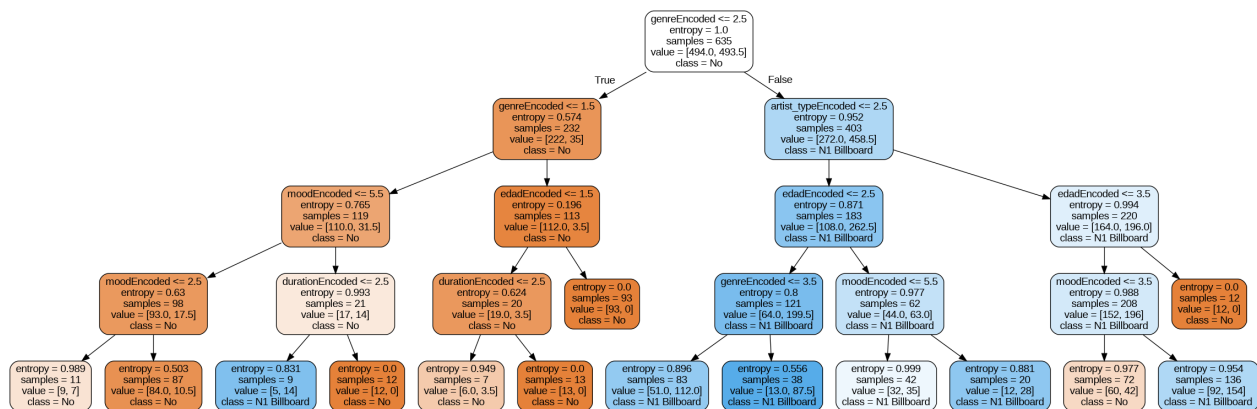 genreEncoded <= 2.5
entropy = 1.0
samples = 635
value = [494.0, 493.5]
class = No
True
False
genreEncoded <= 1.5
entropy = 0.574
samples = 232
value = [222, 35]
class = No
artist_typeEncoded <= 2.5
entropy = 0.952
samples = 403
value = [272.0, 458.5]
class = N1 Billboard
moodEncoded <= 5.5
entropy = 0.765
samples = 119
value = [110.0, 31.5]
class = No
edadEncoded <= 1.5
entropy = 0.196
samples = 113
value = [112.0, 3.5]
class = No
edadEncoded <= 2.5
entropy = 0.871
samples = 183
value = [108.0, 262.5]
class = N1 Billboard
edadEncoded <= 3.5
entropy = 0.994
samples = 220
value = [164.0, 196.0]
class = N1 Billboard
moodEncoded <= 2.5
entropy = 0.63
samples = 98
value = [93.0, 17.5]
class = No
durationEncoded <= 2.5
entropy = 0.993
samples = 21
value = [17, 14]
class = No
durationEncoded <= 2.5
entropy = 0.624
samples = 20
value = [19.0, 3.5]
class = No
entropy = 0.0
samples = 93
value = [93, 0]
class = No
genreEncoded <= 3.5
entropy = 0.8
samples = 121
value = [64.0, 199.5]
class = N1 Billboard
moodEncoded <= 5.5
entropy = 0.977
samples = 62
value = [44.0, 63.0]
class = N1 Billboard
moodEncoded <= 3.5
entropy = 0.988
samples = 208
value = [152, 196]
class = N1 Billboard
entropy = 0.0
samples = 12
value = [12, 0]
class = No
entropy = 0.989
samples = 11
value = [9, 7]
class = No
entropy = 0.503
samples = 87
value = [84.0, 10.5]
class = No
entropy = 0.831
samples = 9
value = [5, 14]
class = N1 Billboard
entropy = 0.0
samples = 12
value = [12, 0]
class = No
entropy = 0.949
samples = 7
value = [6.0, 3.5]
class = No
entropy = 0.0
samples = 13
value = [13, 0]
class = No
entropy = 0.896
samples = 83
value = [51.0, 112.0]
class = N1 Billboard
entropy = 0.556
samples = 38
value = [13.0, 87.5]
class = N1 Billboard
entropy = 0.999
samples = 42
value = [32, 35]
class = N1 Billboard
entropy = 0.881
samples = 20
value = [12, 28]
class = N1 Billboard
entropy = 0.977
samples = 72
value = [60, 42]
class = No
entropy = 0.954
samples = 136
value = [92, 154]
class = N1 Billboard